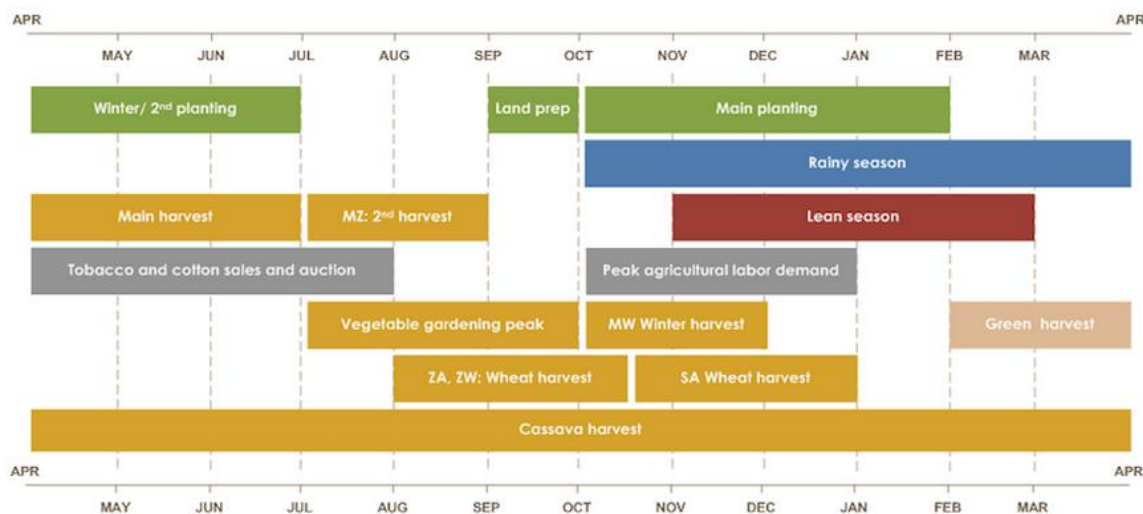 APR APR
MAY JUN JUL AUG SEP OCT NOV DEC JAN FEB MAR
Winter/ 2nd planting Land prep Main planting
Rainy season
Main harvest MZ: 2nd harvest Lean season
Tobacco and cotton sales and auction Peak agricultural labor demand
Vegetable gardening peak MW Winter harvest Green harvest
ZA, ZW: Wheat harvest SA Wheat harvest
Cassava harvest
APR APR
MAY JUN JUL AUG SEP OCT NOV DEC JAN FEB MAR